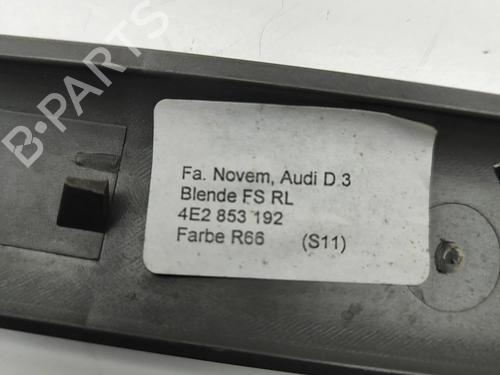 B-PARTS
Fa. Novem, Audi D 3
Blende FS RL
4E2 853 192
Farbe R66 (S11)